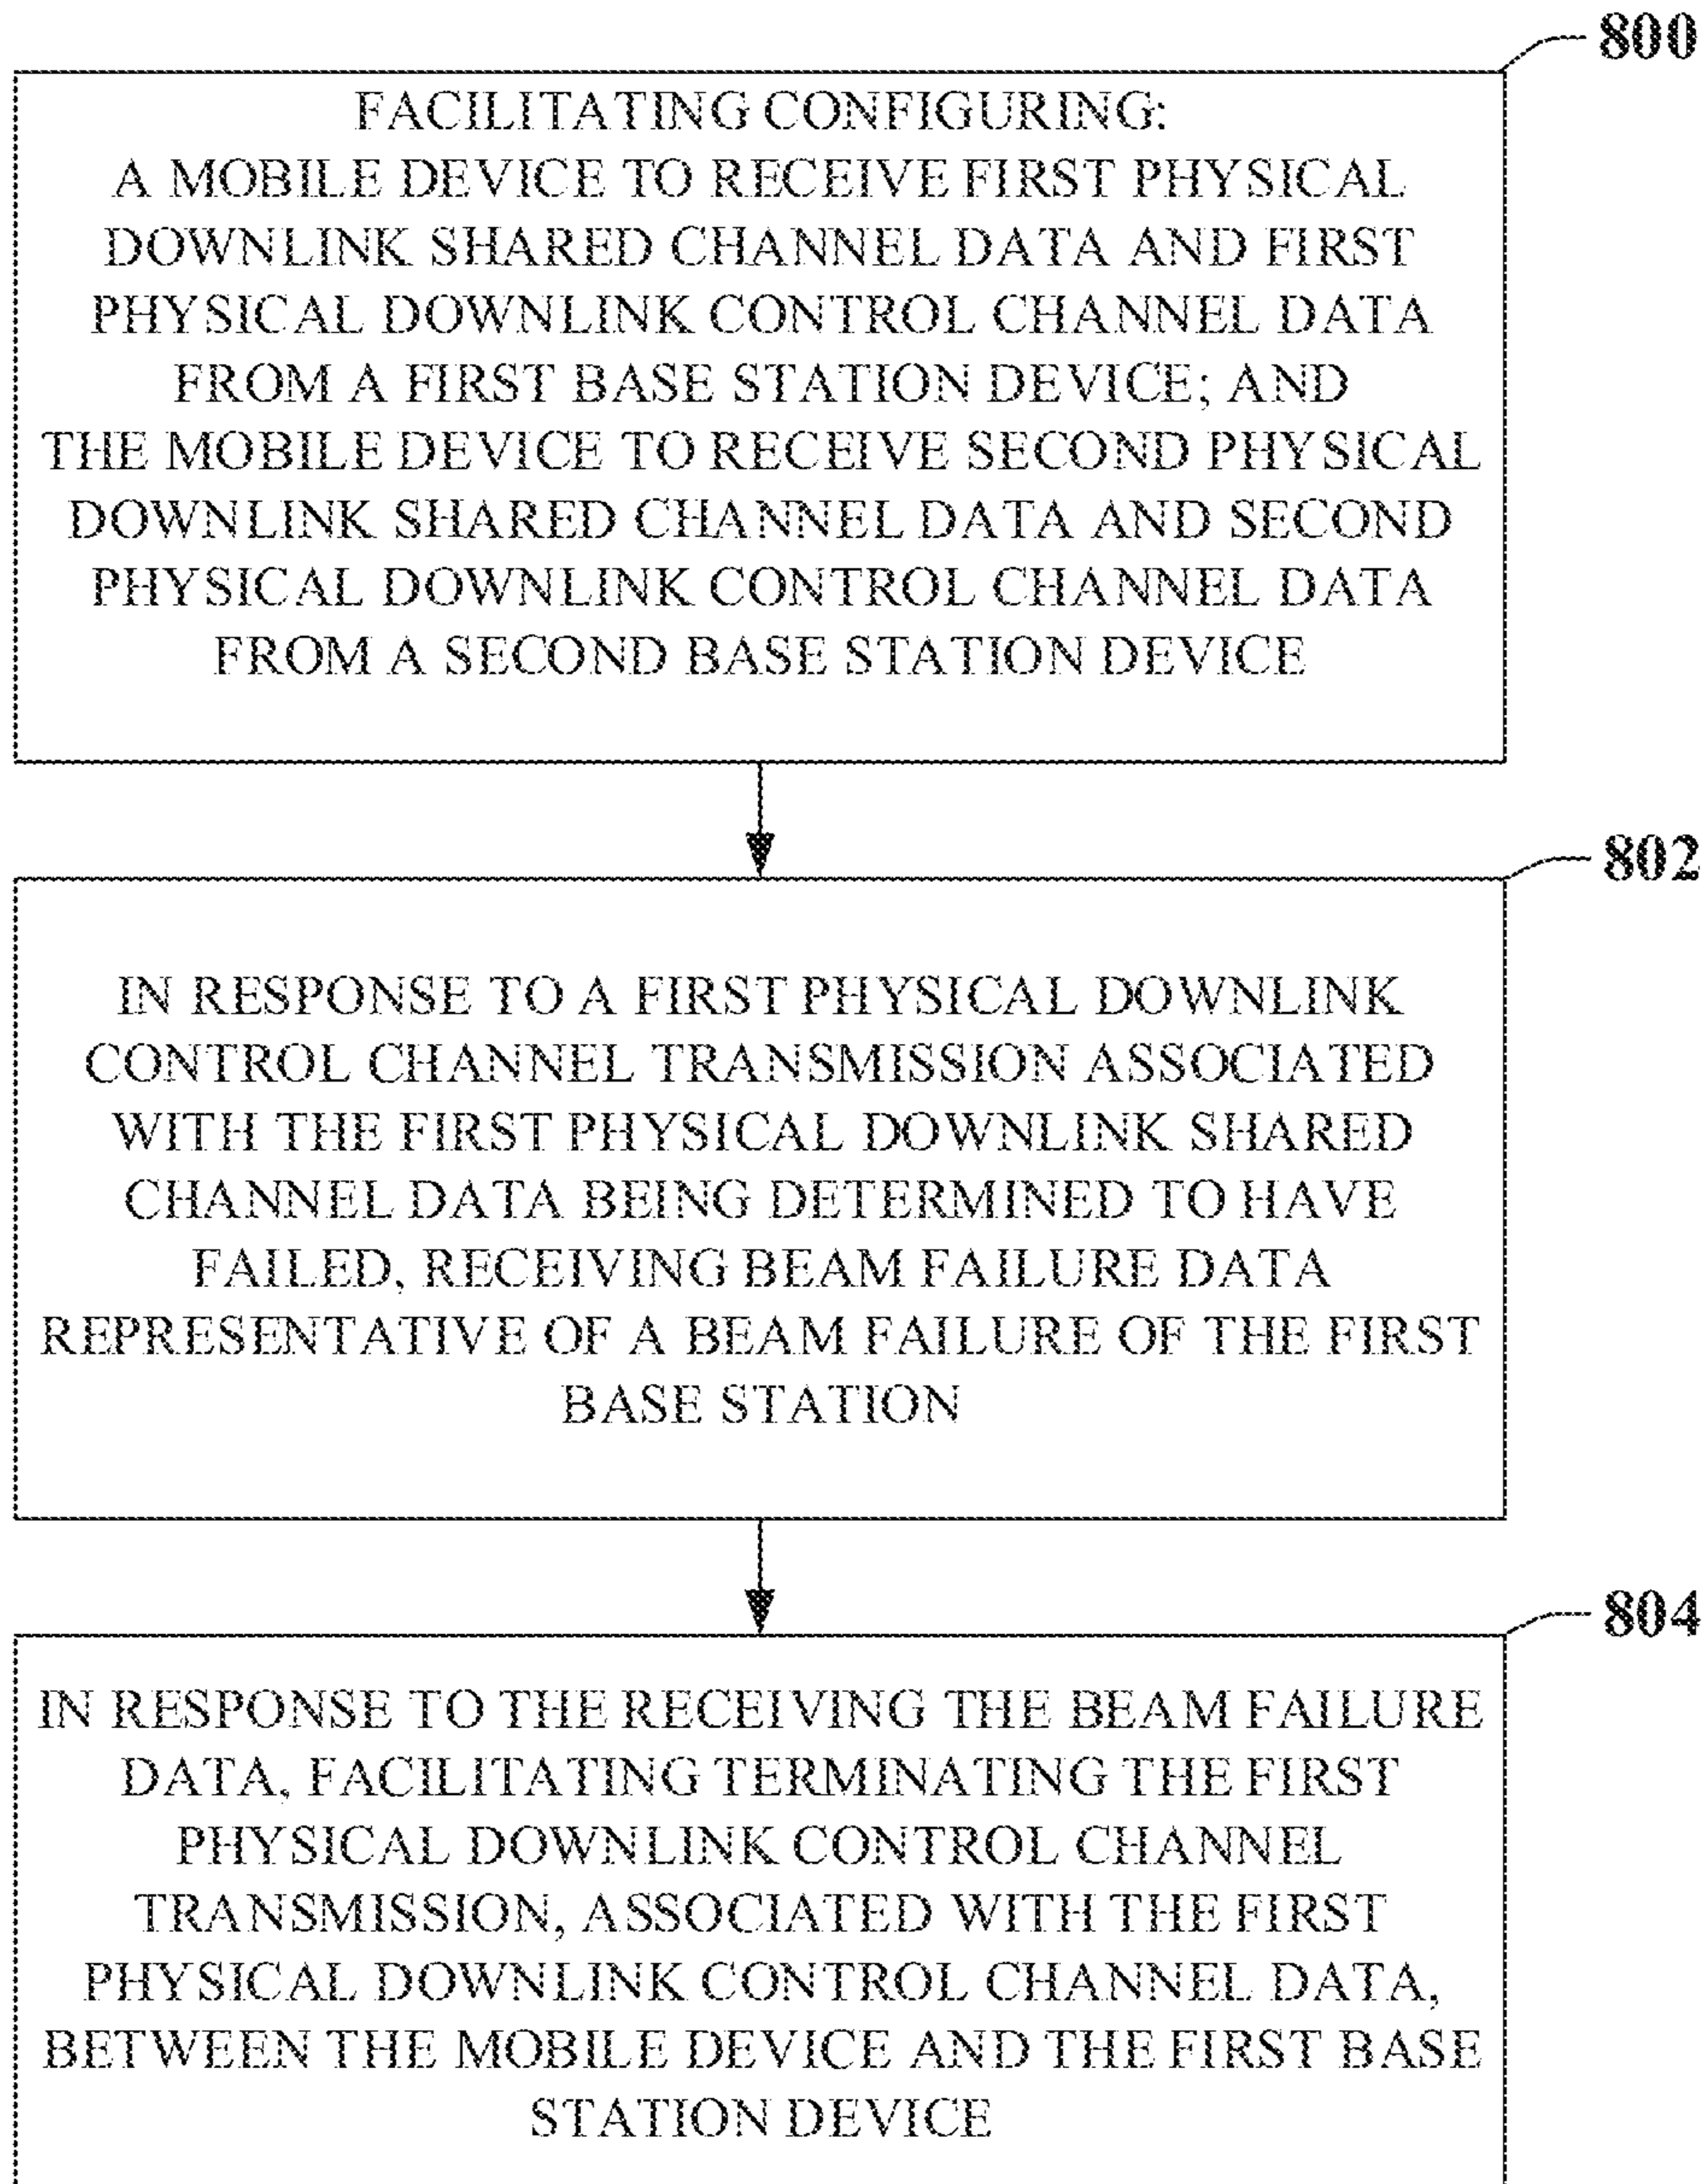 800
FACILITATING CONFIGURING:
A MOBILE DEVICE TO RECEIVE FIRST PHYSICAL
DOWNLINK SHARED CHANNEL DATA AND FIRST
PHYSICAL DOWNLINK CONTROL CHANNEL DATA
FROM A FIRST BASE STATION DEVICE; AND
THE MOBILE DEVICE TO RECEIVE SECOND PHYSICAL
DOWNLINK SHARED CHANNEL DATA AND SECOND
PHYSICAL DOWNLINK CONTROL CHANNEL DATA
FROM A SECOND BASE STATION DEVICE
802
IN RESPONSE TO A FIRST PHYSICAL DOWNLINK
CONTROL CHANNEL TRANSMISSION ASSOCIATED
WITH THE FIRST PHYSICAL DOWNLINK SHARED
CHANNEL DATA BEING DETERMINED TO HAVE
FAILED, RECEIVING BEAM FAILURE DATA
REPRESENTATIVE OF A BEAM FAILURE OF THE FIRST
BASE STATION
804
IN RESPONSE TO THE RECEIVING THE BEAM FAILURE
DATA, FACILITATING TERMINATING THE FIRST
PHYSICAL DOWNLINK CONTROL CHANNEL
TRANSMISSION, ASSOCIATED WITH THE FIRST
PHYSICAL DOWNLINK CONTROL CHANNEL DATA,
BETWEEN THE MOBILE DEVICE AND THE FIRST BASE
STATION DEVICE